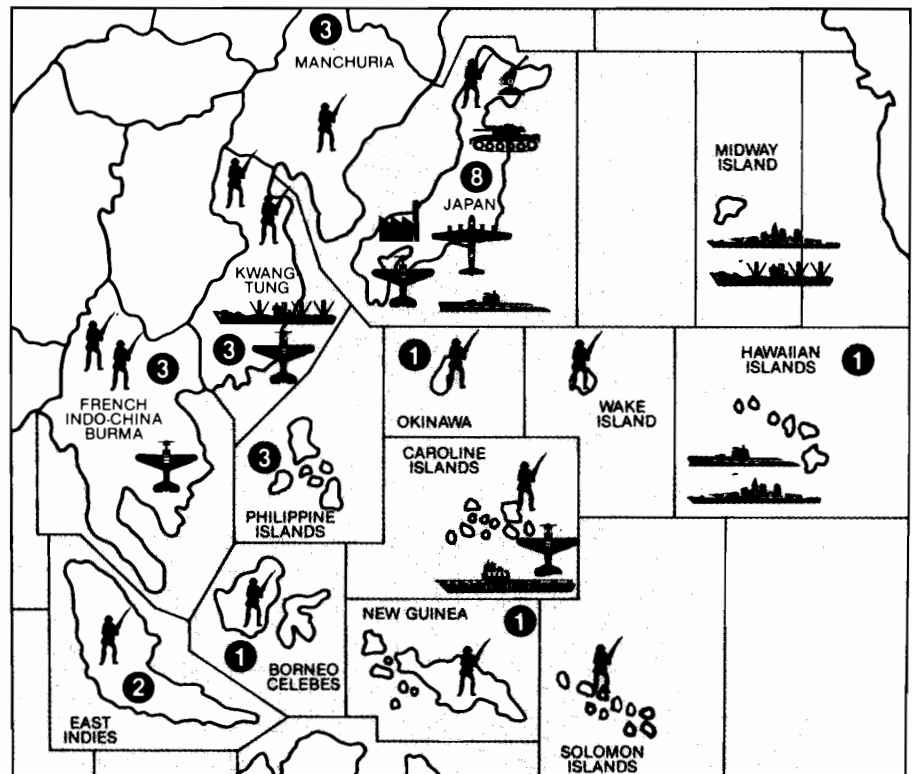 3
MANCHURIA
MIDWAY
ISLAND
8
JAPAN
KWANG-
TUNG
3
3
FRENCH
INDO-CHINA
BURMA
1
OKINAWA
WAKE
ISLAND
HAWAIIAN
ISLANDS
1
3
PHILIPPINE
ISLANDS
CAROLINE
ISLANDS
NEW GUINEA
1
1
BORNEO
CELEBES
2
EAST
INDIES
SOLOMON
ISLANDS